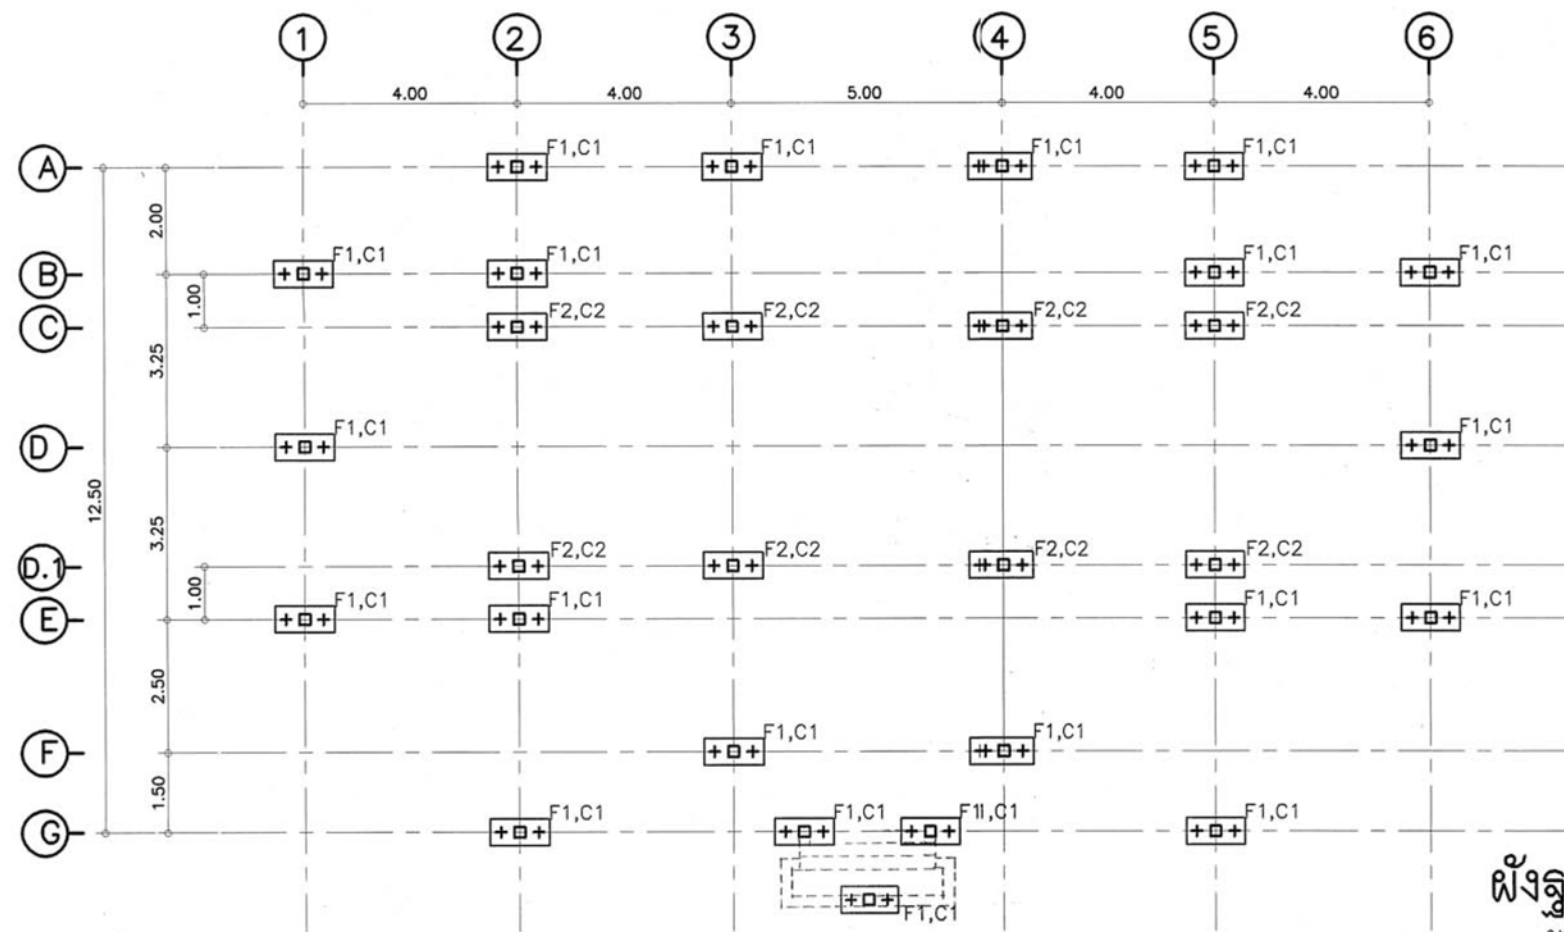 1 2 3 4 5 6
4.00 4.00 5.00 4.00 4.00
A F1,C1 F1,C1 F1,C1 F1,C1
2.00
B F1,C1 F1,C1 F1,C1 F1,C1
1.00
C F2,C2 F2,C2 F2,C2 F2,C2
3.25
D F1,C1 F1,C1
12.50
3.25
D.1 F2,C2 F2,C2 F2,C2 F2,C2
1.00
E F1,C1 F1,C1 F1,C1 F1,C1
2.50
F F1,C1 F1,C1
1.50
G F1,C1 F1,C1 F1l,C1 F1,C1
F1,C1
ผัง